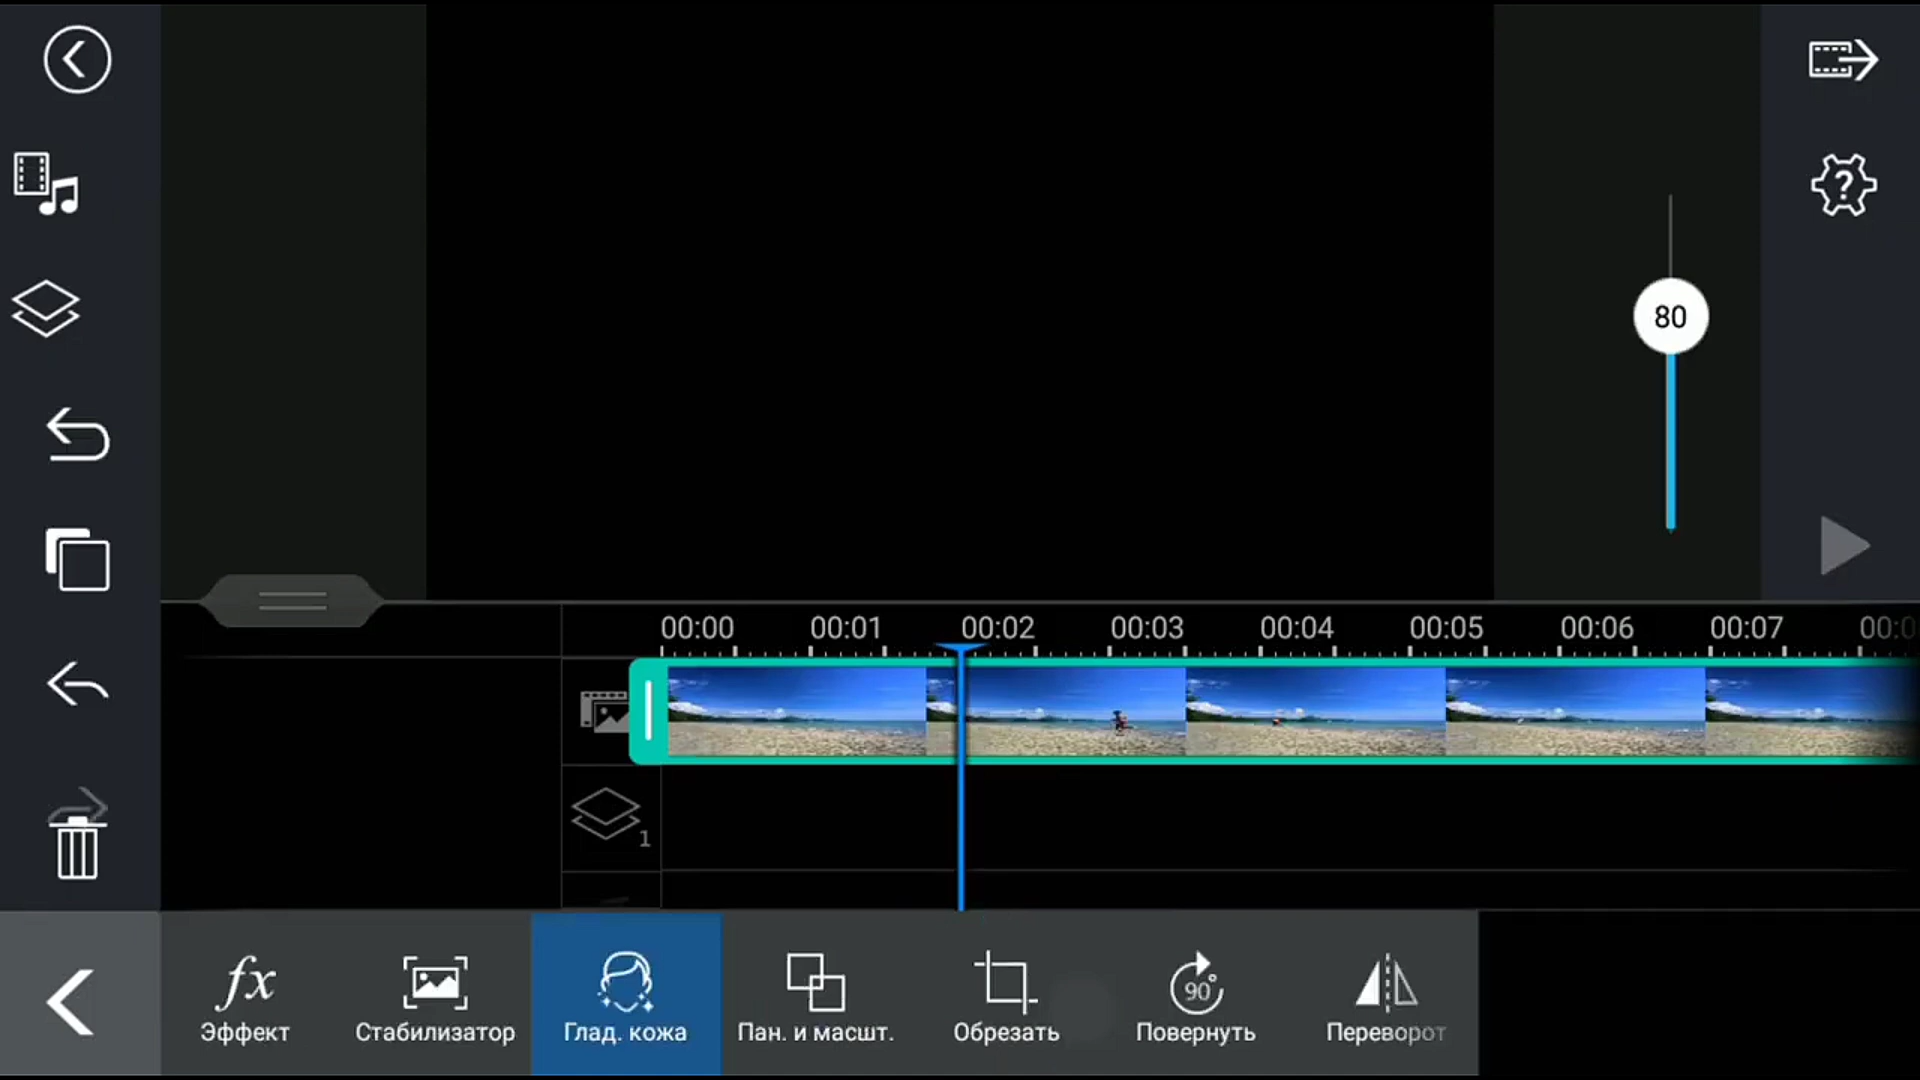 80
00:00 00:01 00:02 00:03 00:04 00:05 00:06 00:07 00:0
1
fx
90°
Эффект Стабилизатор Глад. кожа Пан. и масшт. Обрезать Повернуть Переворот